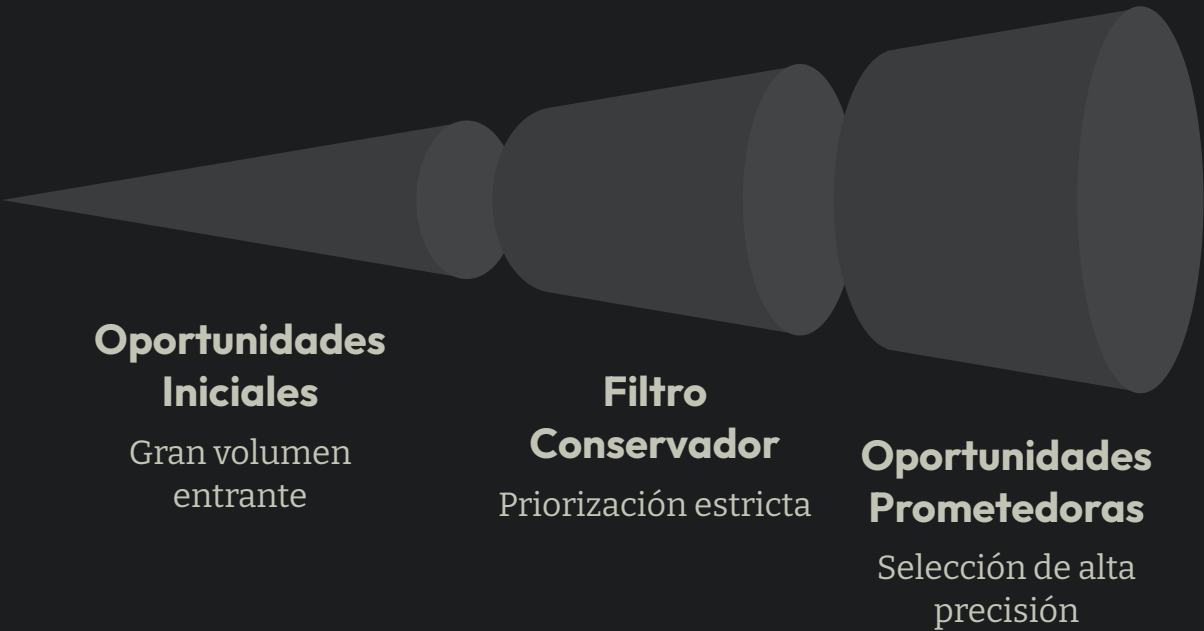 Oportunidades
Iniciales
Gran volumen
entrante
Filtro
Conservador
Priorización estricta
Oportunidades
Prometedoras
Selección de alta
precisión